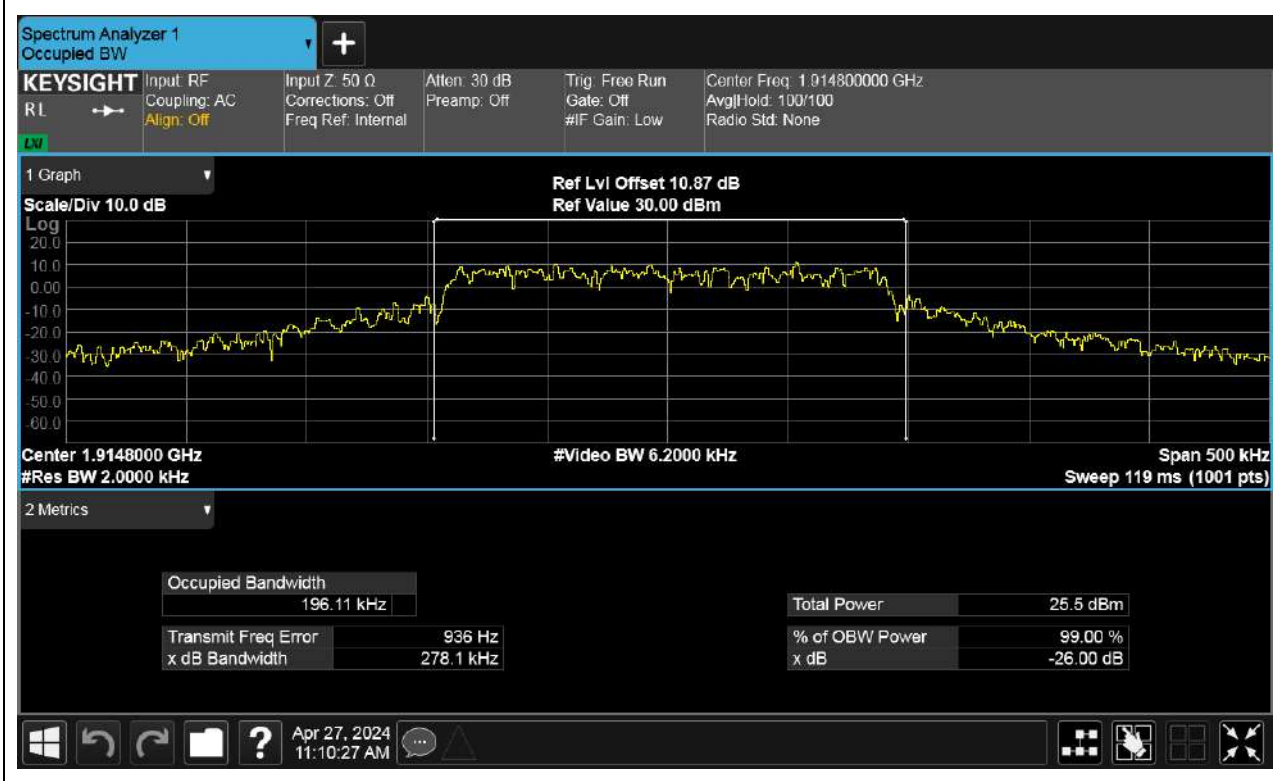 Spectrum Analyzer 1
Occupied BW
+
KEYSIGHT
RL
LXI
Input: RF
Coupling: AC
Align: Off
Input Z: 50 Ω
Corrections: Off
Freq Ref: Internal
Atten: 30 dB
Preamp: Off
Trig: Free Run
Gate: Off
#IF Gain: Low
Center Freq: 1.914800000 GHz
Avg|Hold: 100/100
Radio Std: None
1 Graph
Scale/Div 10.0 dB
Ref Lvl Offset 10.87 dB
Ref Value 30.00 dBm
Log
20.0
10.0
0.00
-10.0
-20.0
-30.0
-40.0
-50.0
-60.0
Center 1.9148000 GHz
#Res BW 2.0000 kHz
#Video BW 6.2000 kHz
Span 500 kHz
Sweep 119 ms (1001 pts)
2 Metrics
Occupied Bandwidth
196.11 kHz
Transmit Freq Error 936 Hz
x dB Bandwidth 278.1 kHz
Total Power 25.5 dBm
% of OBW Power 99.00 %
x dB -26.00 dB
?
Apr 27, 2024
11:10:27 AM